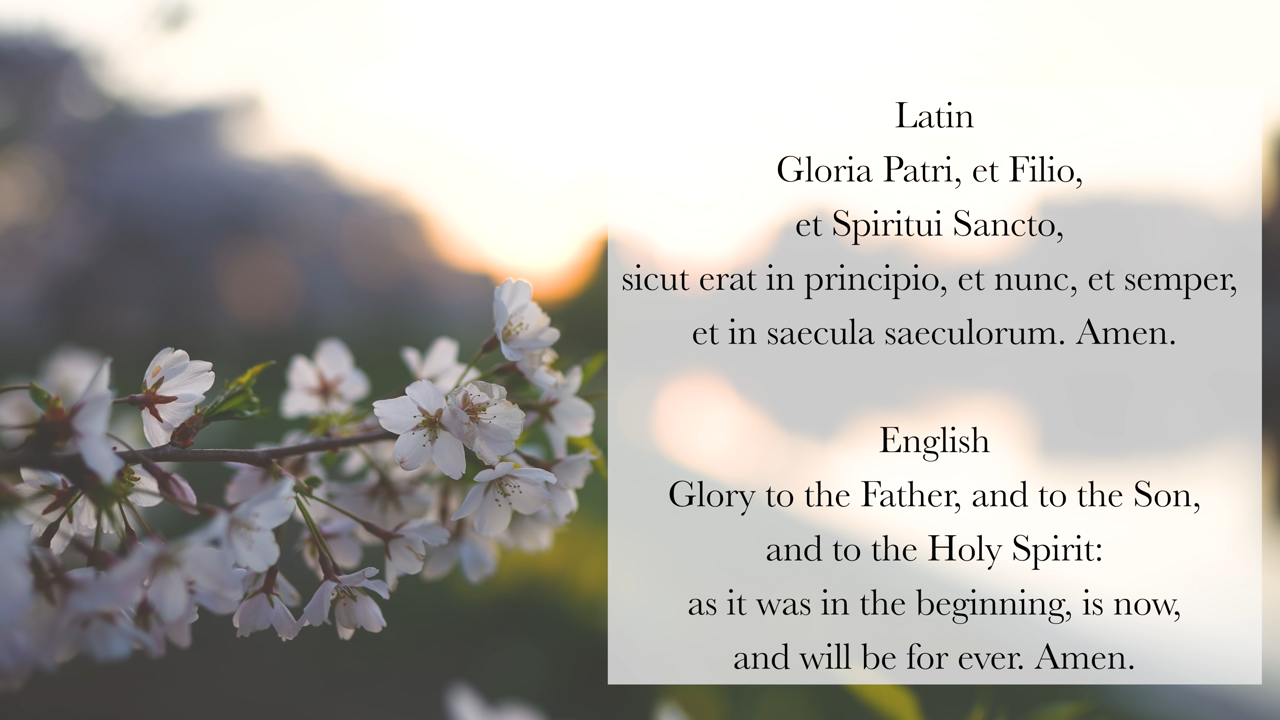 Latin
Gloria Patri, et Filio,
et Spiritui Sancto,
sicut erat in principio, et nunc, et semper,
et in saecula saeculorum. Amen.
English
Glory to the Father, and to the Son,
and to the Holy Spirit:
as it was in the beginning, is now,
and will be for ever. Amen.